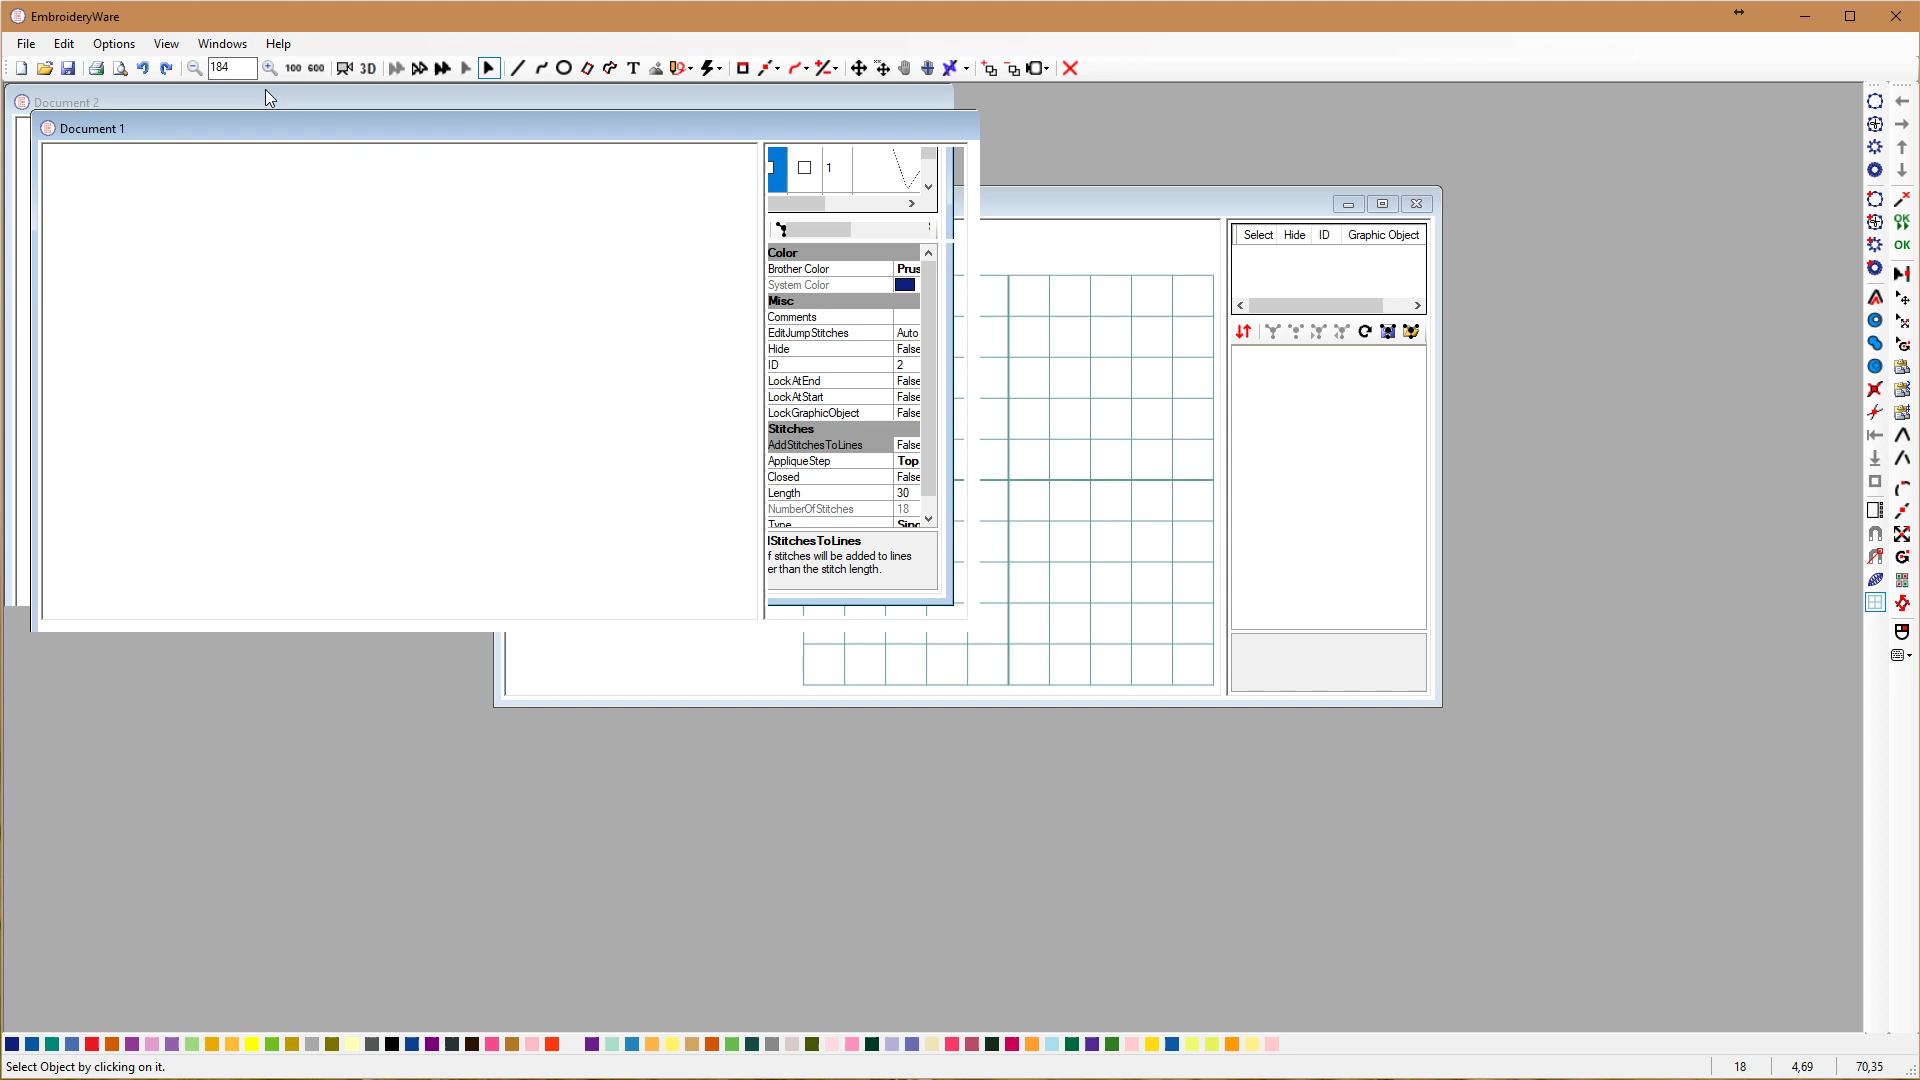 EmbroideryWare
File Edit Options View Windows Help
184 100 600 3D T
Document 2
Document 1
1
Color
Brother Color Prus
System Color
Misc
Comments
EditJumpStitches Auto
Hide False
ID 2
LockAtEnd False
LockAtStart False
LockGraphicObject False
Stitches
AddStitchesToLines False
AppliqueStep Top
Closed False
Length 30
NumberOfStitches 18
Type Sing
lStitchesToLines
f stitches will be added to lines
er than the stitch length.
Select Hide ID Graphic Object
OK
OK
Select Object by clicking on it.
18 4,69 70,35